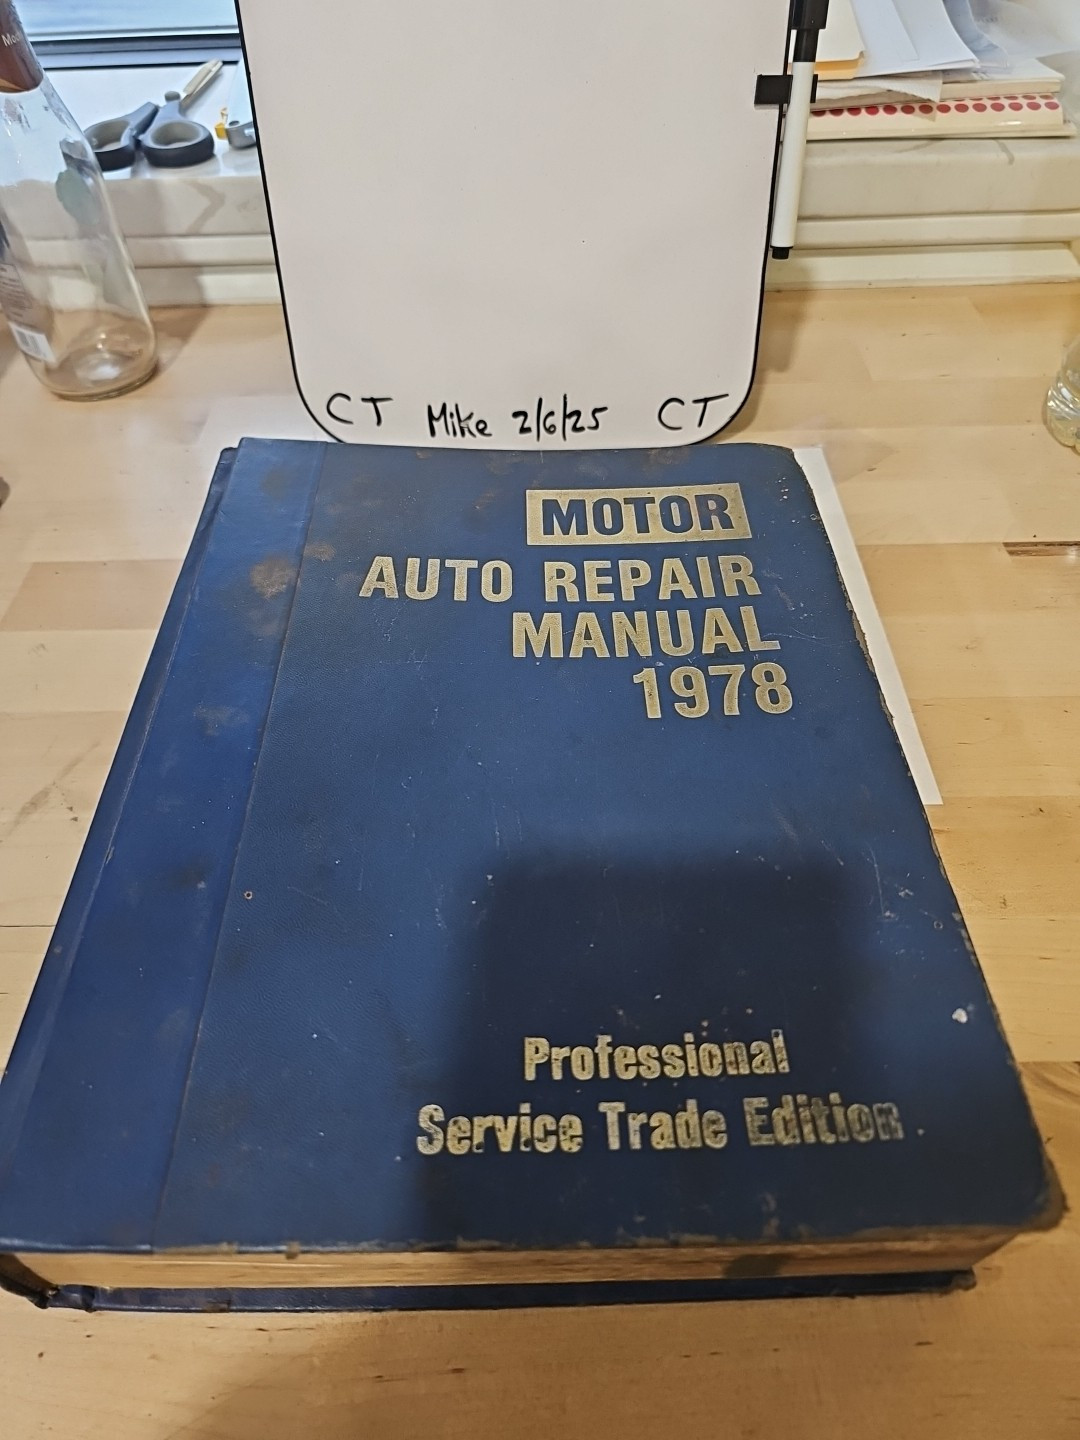 CT Mike 2/6/25 CT
MOTOR
AUTO REPAIR
MANUAL
1978
Professional
Service Trade Edition